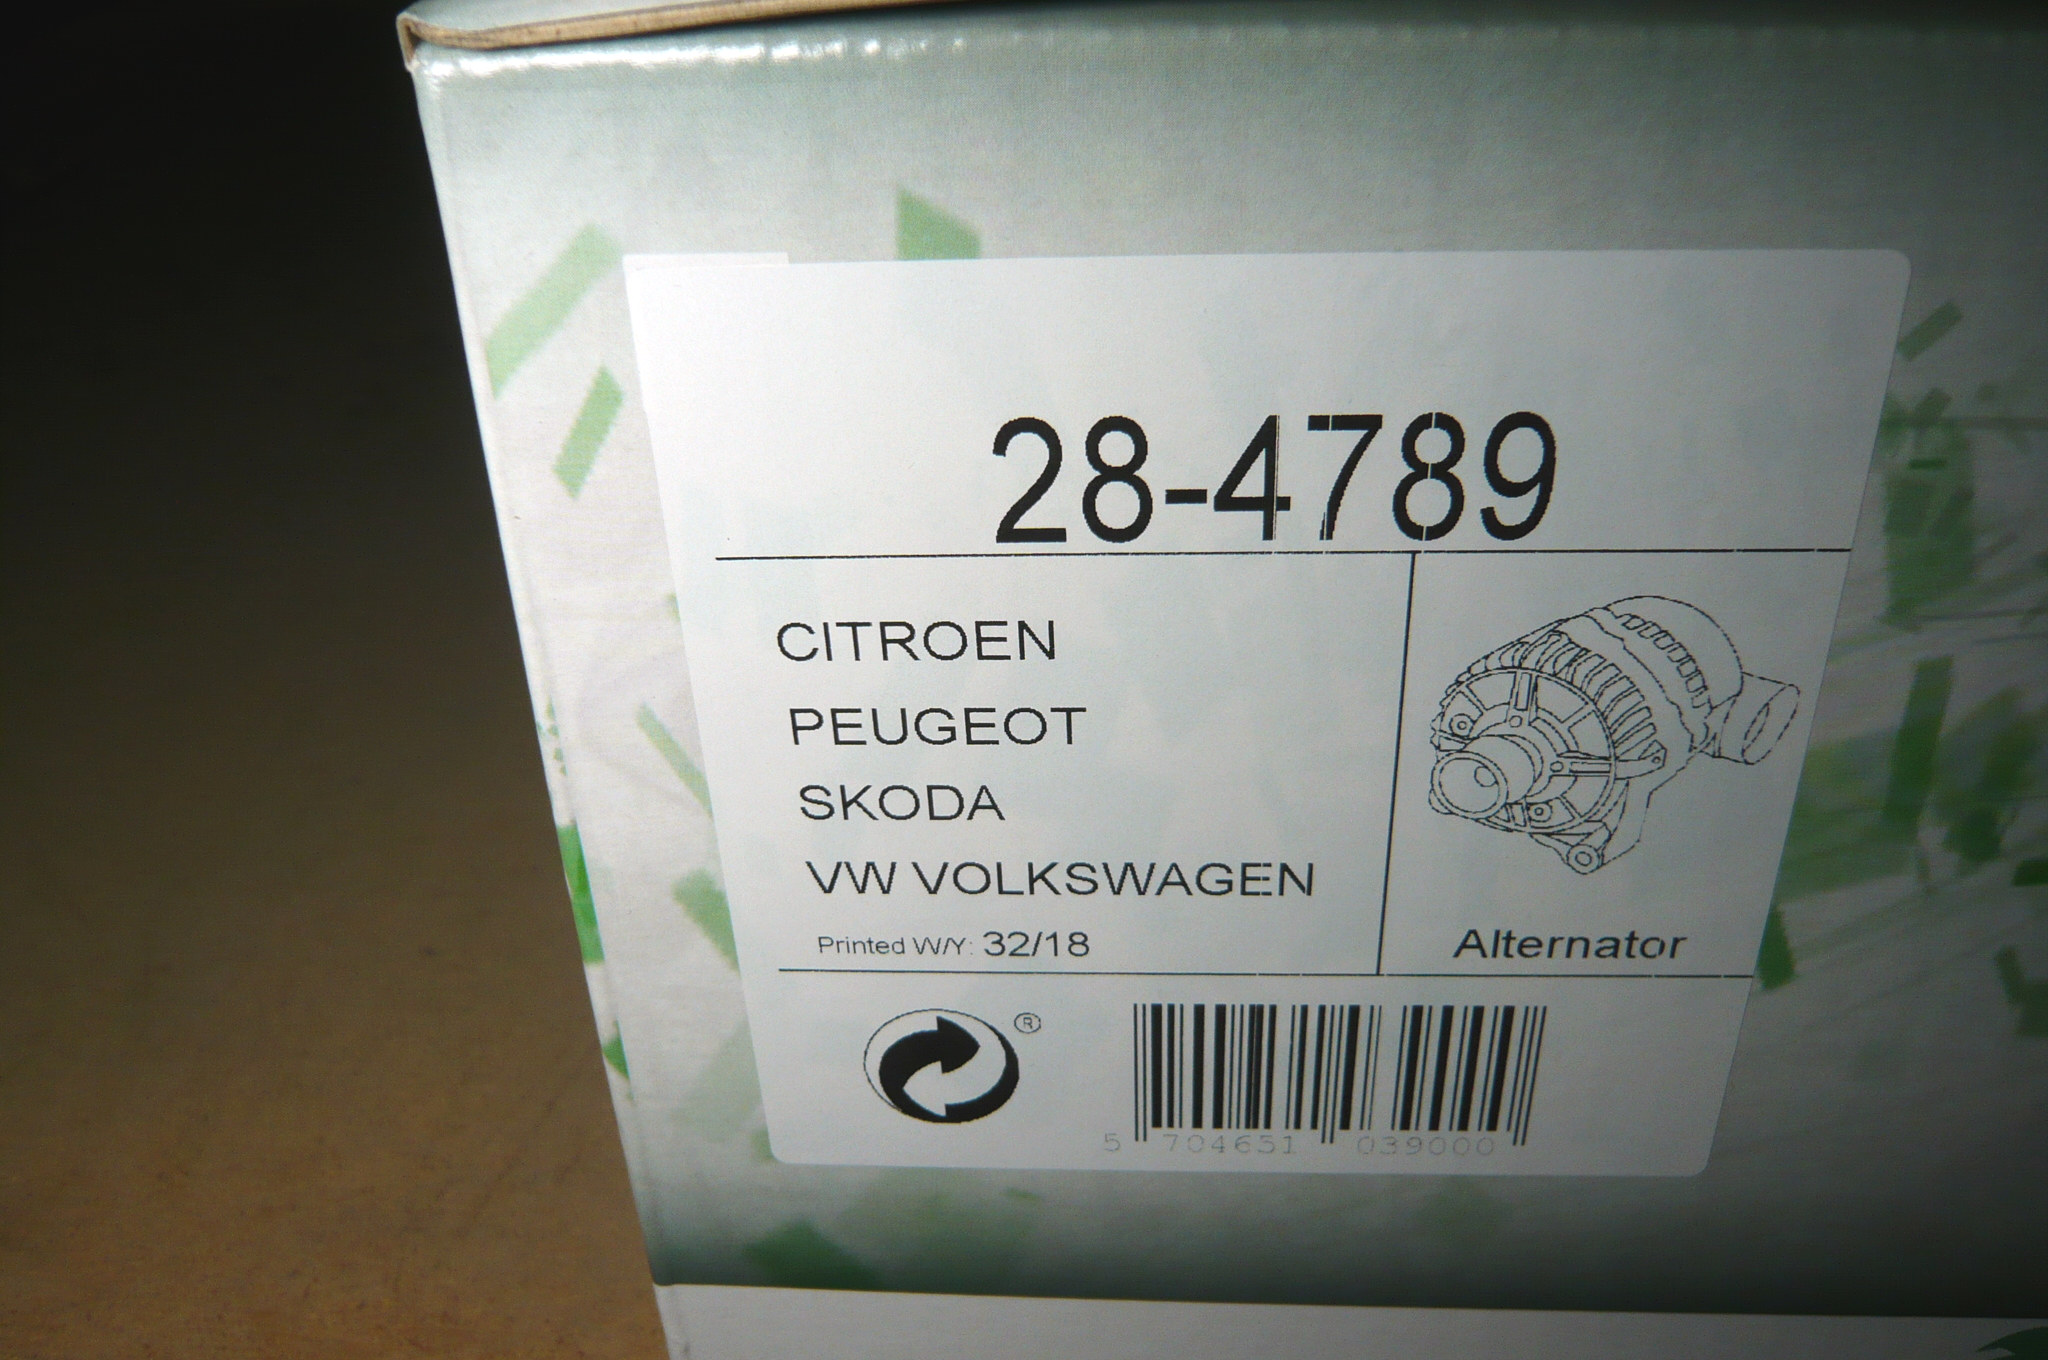 28-4789
CITROEN
PEUGEOT
SKODA
VW VOLKSWAGEN
Printed W/Y: 32/18
Alternator
®
5 704651 039000